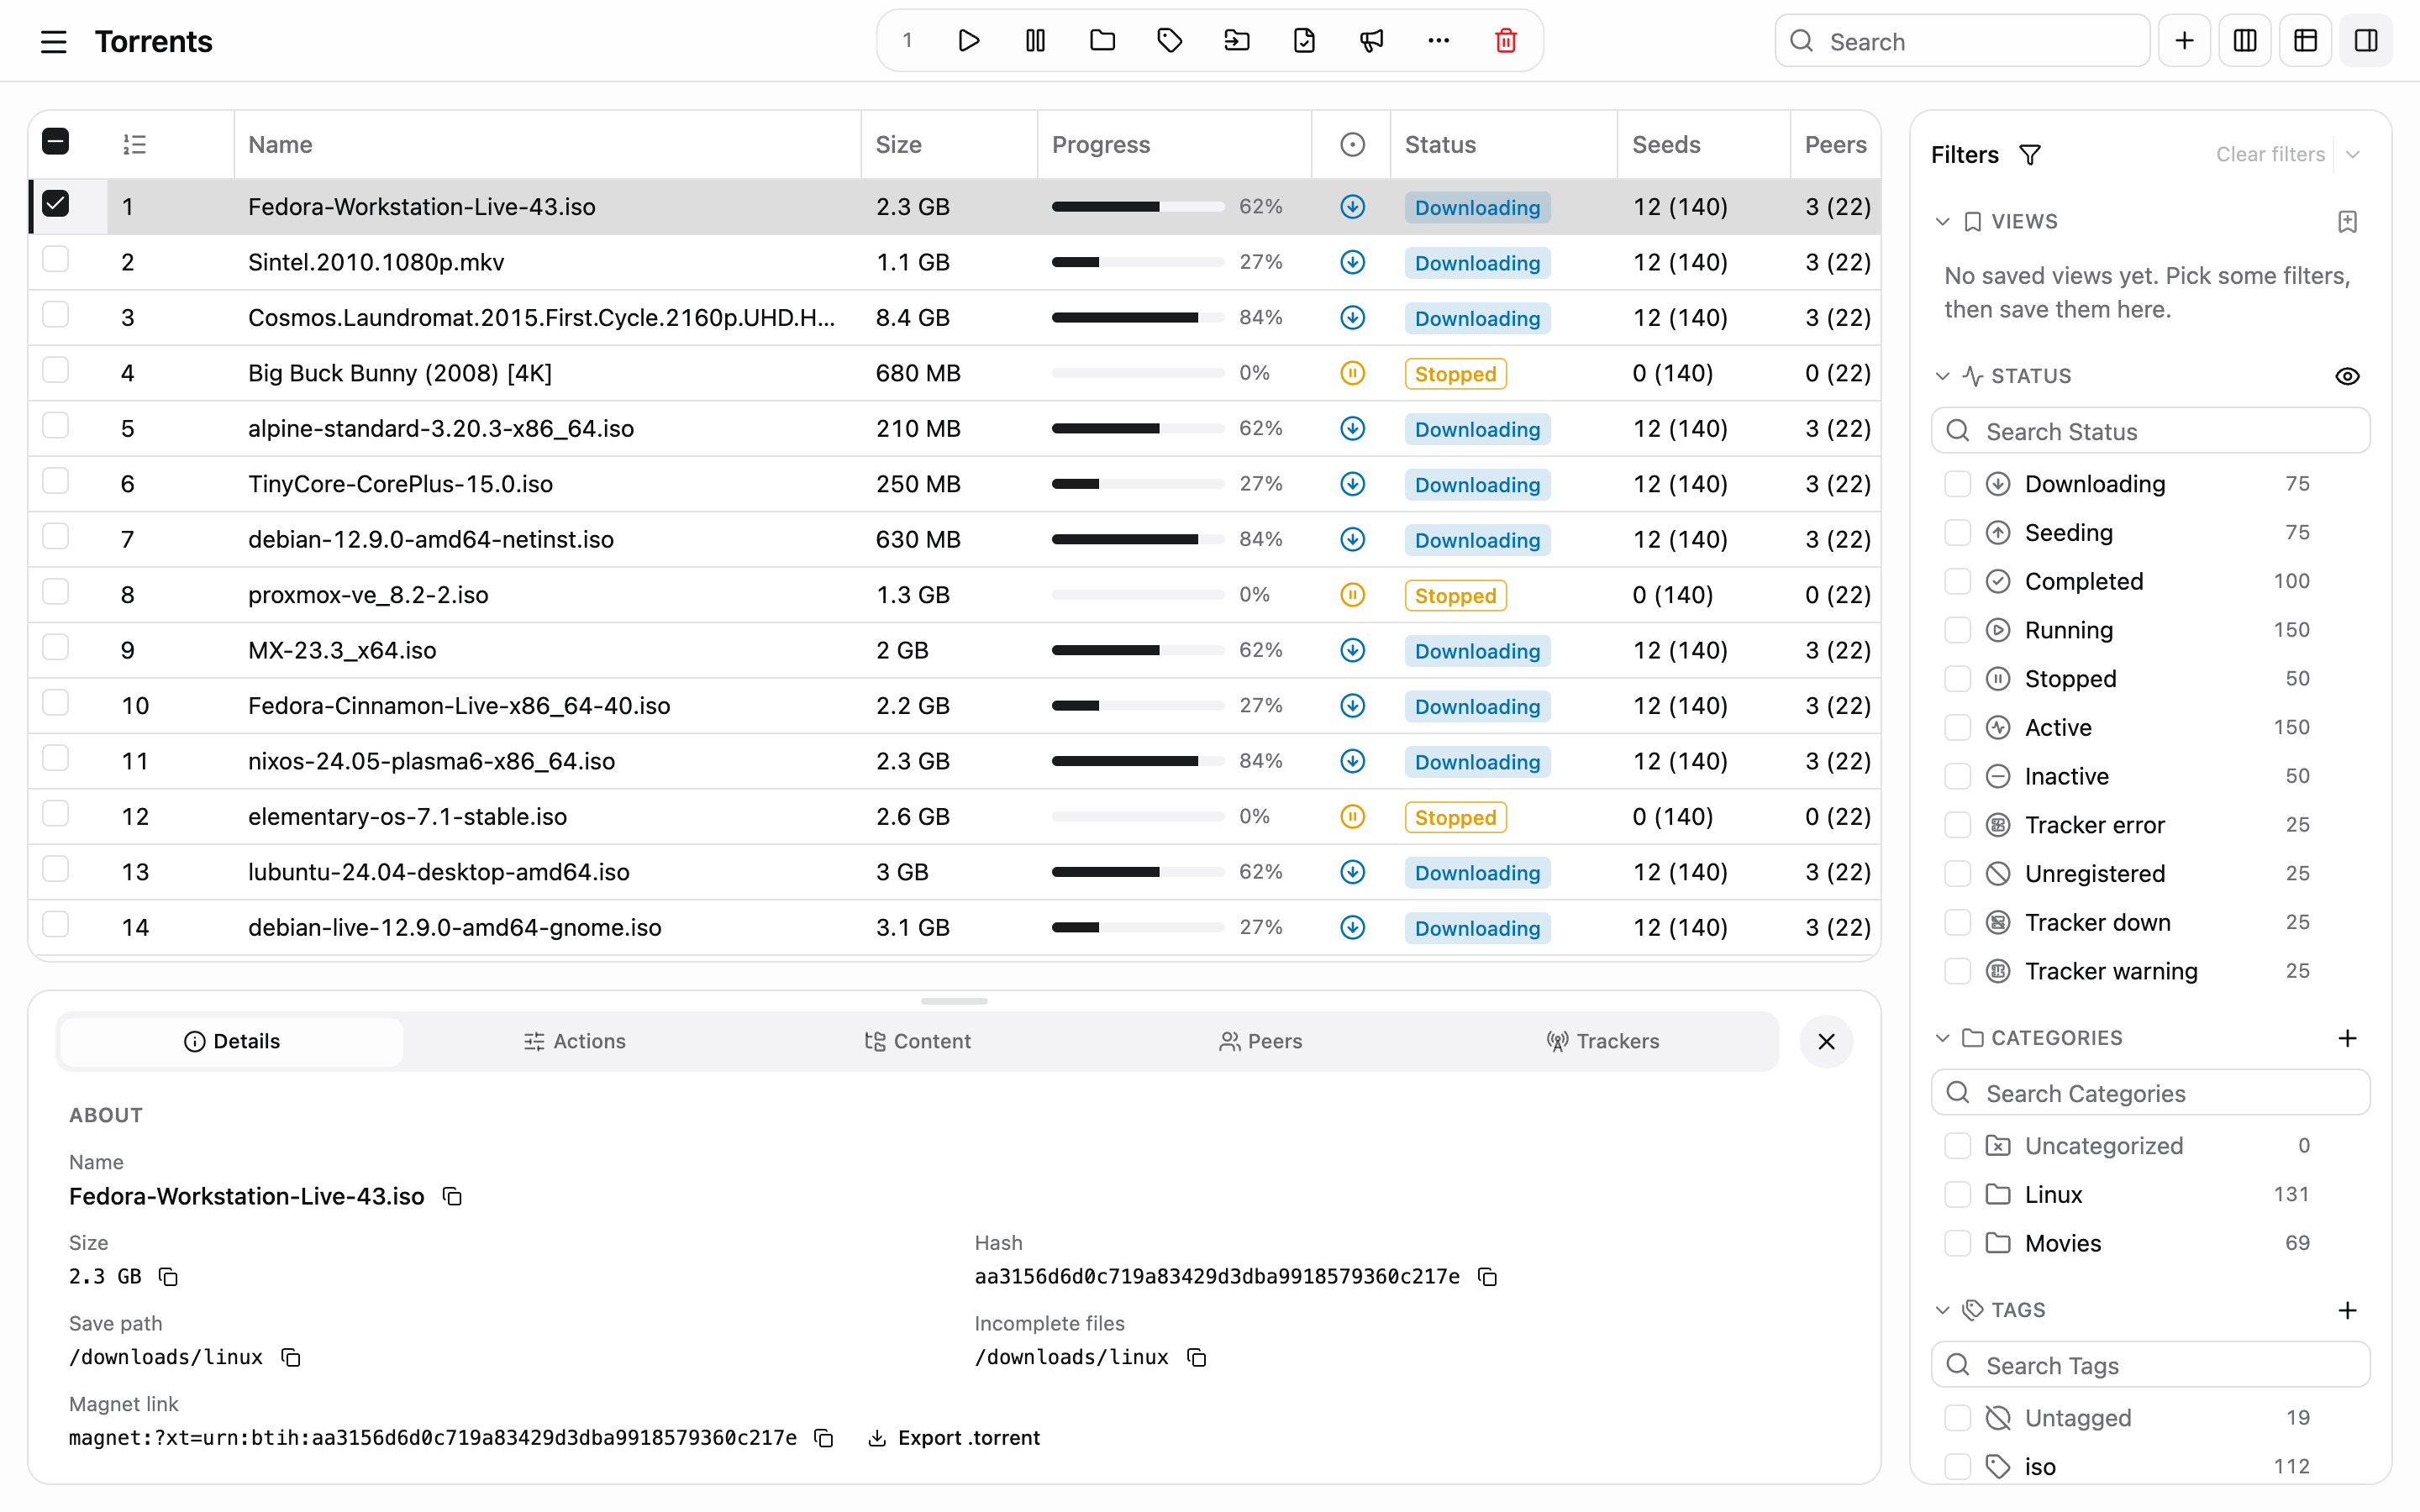 Torrents
1
Search
Name Size Progress Status Seeds Peers
1 Fedora-Workstation-Live-43.iso 2.3 GB 62% Downloading 12 (140) 3 (22)
2 Sintel.2010.1080p.mkv 1.1 GB 27% Downloading 12 (140) 3 (22)
3 Cosmos.Laundromat.2015.First.Cycle.2160p.UHD.H... 8.4 GB 84% Downloading 12 (140) 3 (22)
4 Big Buck Bunny (2008) [4K] 680 MB 0% Stopped 0 (140) 0 (22)
5 alpine-standard-3.20.3-x86_64.iso 210 MB 62% Downloading 12 (140) 3 (22)
6 TinyCore-CorePlus-15.0.iso 250 MB 27% Downloading 12 (140) 3 (22)
7 debian-12.9.0-amd64-netinst.iso 630 MB 84% Downloading 12 (140) 3 (22)
8 proxmox-ve_8.2-2.iso 1.3 GB 0% Stopped 0 (140) 0 (22)
9 MX-23.3_x64.iso 2 GB 62% Downloading 12 (140) 3 (22)
10 Fedora-Cinnamon-Live-x86_64-40.iso 2.2 GB 27% Downloading 12 (140) 3 (22)
11 nixos-24.05-plasma6-x86_64.iso 2.3 GB 84% Downloading 12 (140) 3 (22)
12 elementary-os-7.1-stable.iso 2.6 GB 0% Stopped 0 (140) 0 (22)
13 lubuntu-24.04-desktop-amd64.iso 3 GB 62% Downloading 12 (140) 3 (22)
14 debian-live-12.9.0-amd64-gnome.iso 3.1 GB 27% Downloading 12 (140) 3 (22)
Details Actions Content Peers Trackers
ABOUT
Name
Fedora-Workstation-Live-43.iso
Size
2.3 GB
Hash
aa3156d6d0c719a83429d3dba9918579360c217e
Save path
/downloads/linux
Incomplete files
/downloads/linux
Magnet link
magnet:?xt=urn:btih:aa3156d6d0c719a83429d3dba9918579360c217e
Export .torrent
Filters
Clear filters
VIEWS
No saved views yet. Pick some filters,
then save them here.
STATUS
Search Status
Downloading 75
Seeding 75
Completed 100
Running 150
Stopped 50
Active 150
Inactive 50
Tracker error 25
Unregistered 25
Tracker down 25
Tracker warning 25
CATEGORIES
Search Categories
Uncategorized 0
Linux 131
Movies 69
TAGS
Search Tags
Untagged 19
iso 112